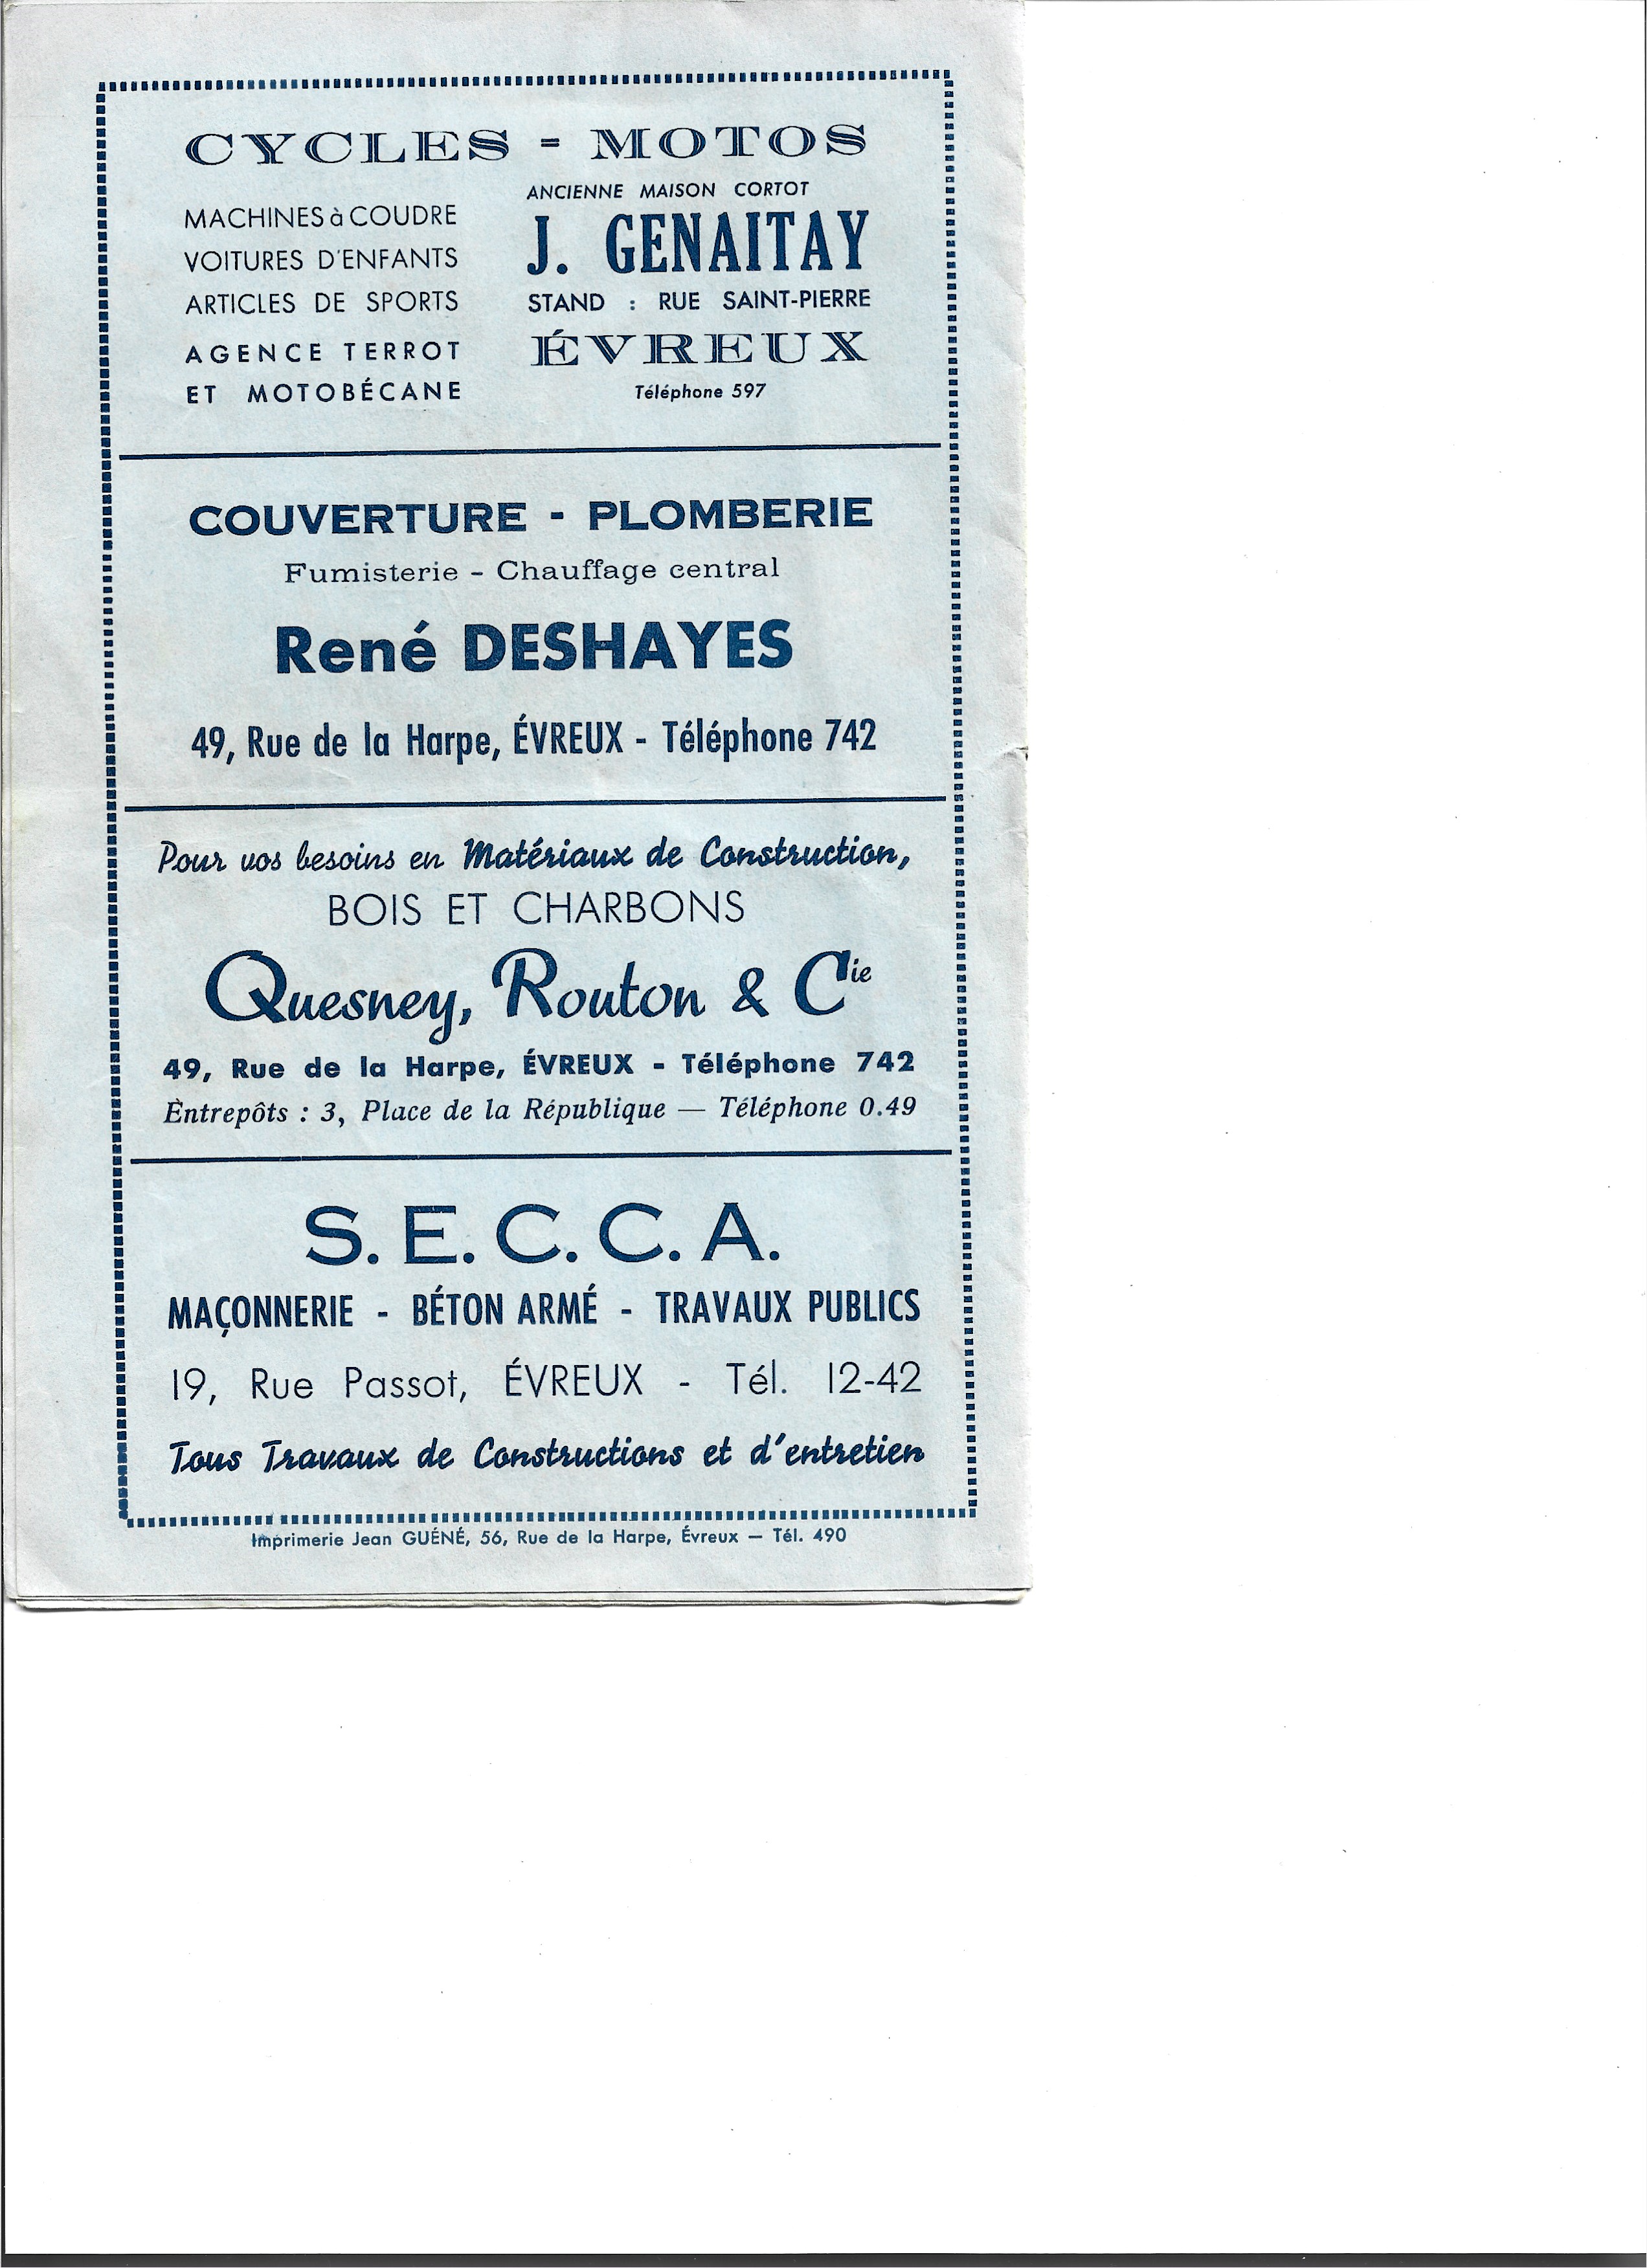 CYCLES - MOTOS
MACHINES à COUDRE
VOITURES D'ENFANTS
ARTICLES DE SPORTS
AGENCE TERROT
ET MOTOBÉCANE
ANCIENNE MAISON CORTOT
J. GENAITAY
STAND : RUE SAINT-PIERRE
ÉVREUX
Téléphone 597
COUVERTURE - PLOMBERIE
Fumisterie - Chauffage central
René DESHAYES
49, Rue de la Harpe, ÉVREUX - Téléphone 742
Pour vos besoins en Matériaux de Construction,
BOIS ET CHARBONS
Quesney, Routon & Cie
49, Rue de la Harpe, ÉVREUX - Téléphone 742
Èntrepôts : 3, Place de la République — Téléphone 0.49
S. E. C. C. A.
MAÇONNERIE - BÉTON ARMÉ - TRAVAUX PUBLICS
19, Rue Passot, ÉVREUX - Tél. 12-42
Tous Travaux de Constructions et d'entretien
Imprimerie Jean GUÉNÉ, 56, Rue de la Harpe, Évreux — Tél. 490